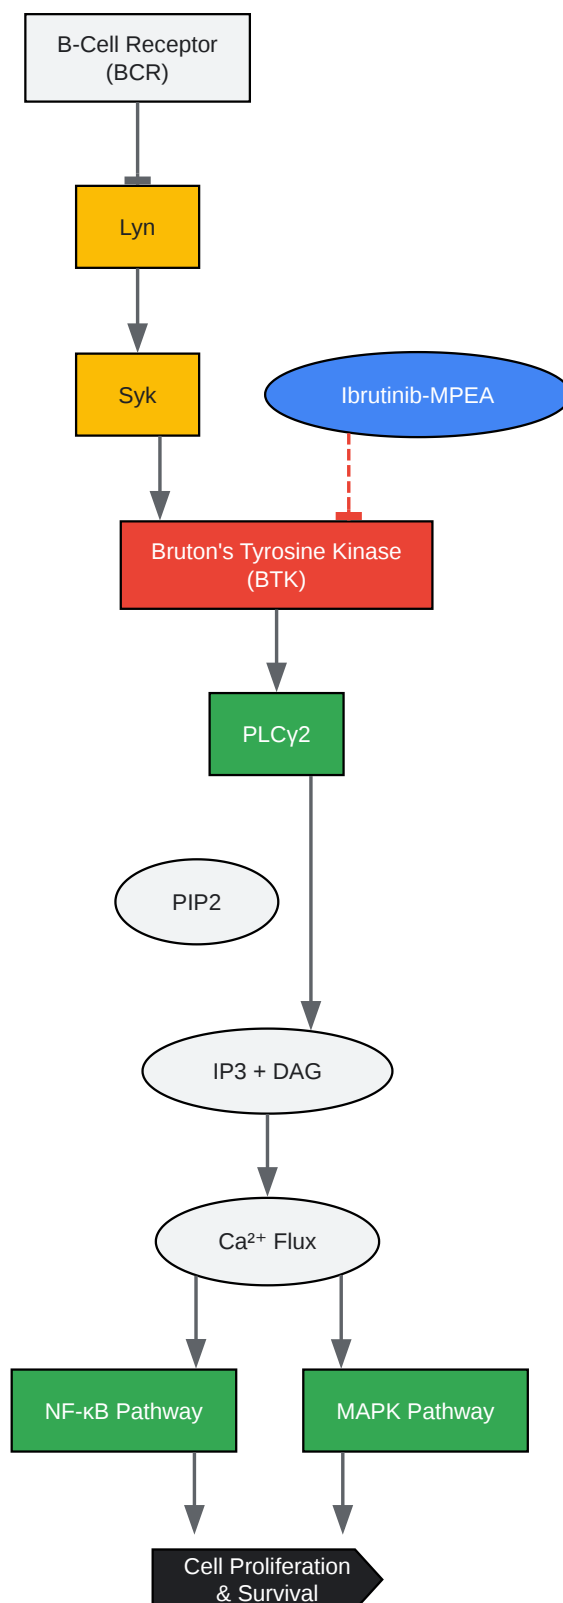 B-Cell Receptor
(BCR)
Lyn
Syk
Ibrutinib-MPEA
Bruton's Tyrosine Kinase
(BTK)
PLCγ2
PIP2
IP3 + DAG
Ca²⁺ Flux
NF-κB Pathway
MAPK Pathway
Cell Proliferation
& Survival